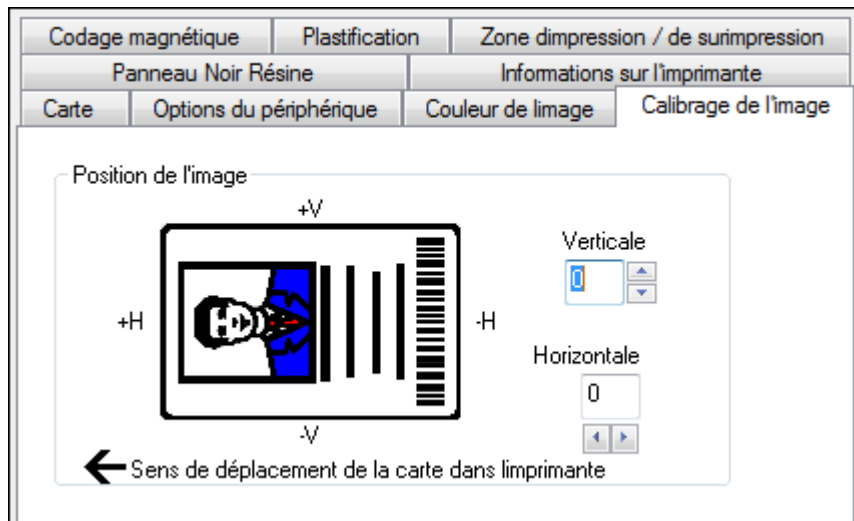 Codage magnétique Plastification Zone dimpression / de surimpression
Panneau Noir Résine Informations sur l'imprimante
Carte Options du périphérique Couleur de limage Calibrage de l'image
Position de l'image
+V
Verticale
0
+H -H
Horizontale
0
-V
Sens de déplacement de la carte dans limprimante